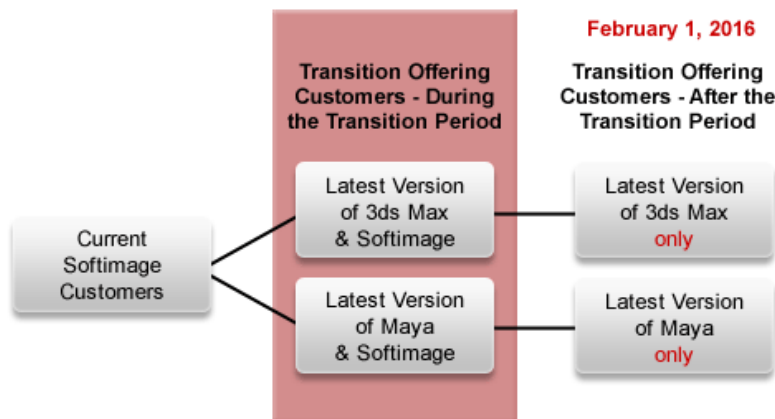 February 1, 2016
Transition Offering
Customers - During
the Transition Period
Transition Offering
Customers - After the
Transition Period
Current
Softimage
Customers
Latest Version
of 3ds Max
& Softimage
Latest Version
of 3ds Max
only
Latest Version
of Maya
& Softimage
Latest Version
of Maya
only